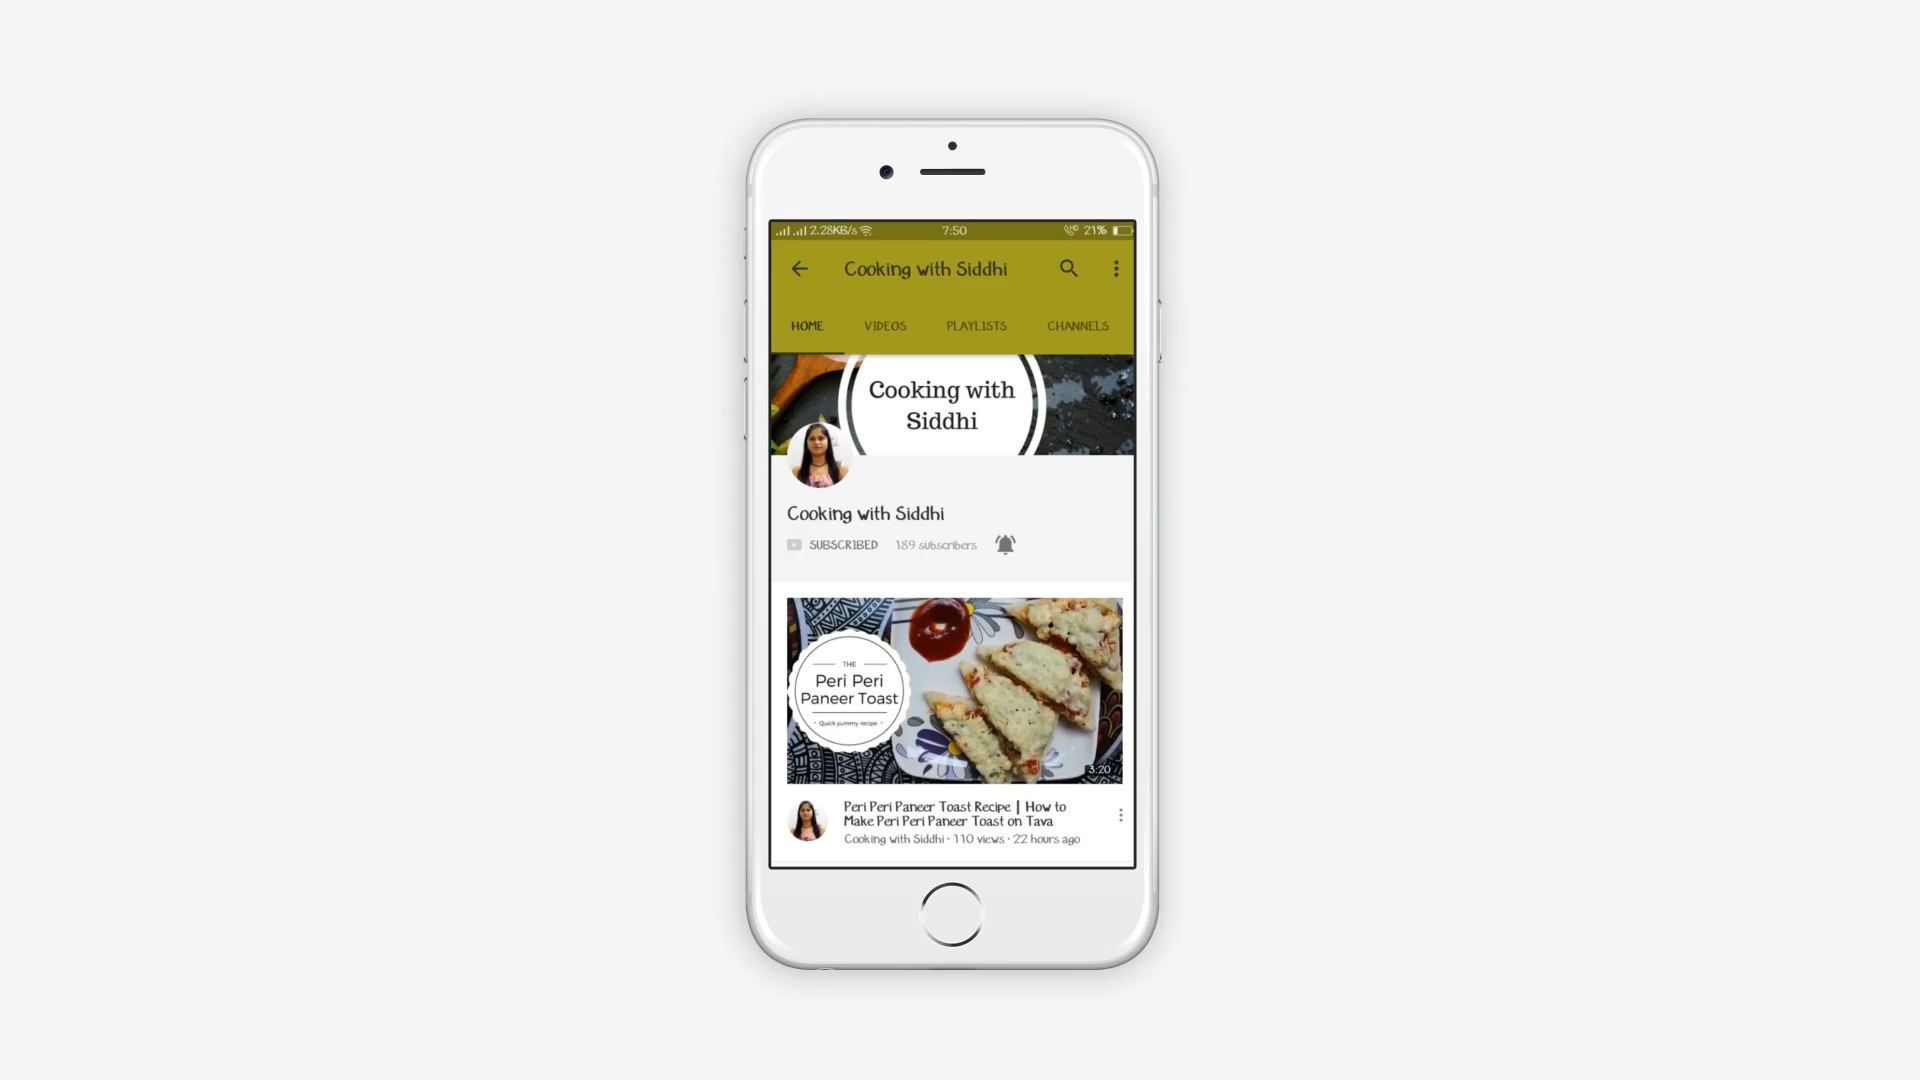 2.28KB/s 7:50 HD 21%
Cooking with Siddhi
HOME VIDEOS PLAYLISTS CHANNELS
Cooking with
Siddhi
Cooking with Siddhi
SUBSCRIBED 189 subscribers
THE
Peri Peri
Paneer Toast
• Quick yummy recipe •
3:20
Peri Peri Paneer Toast Recipe | How to
Make Peri Peri Paneer Toast on Tava
Cooking with Siddhi · 110 views · 22 hours ago